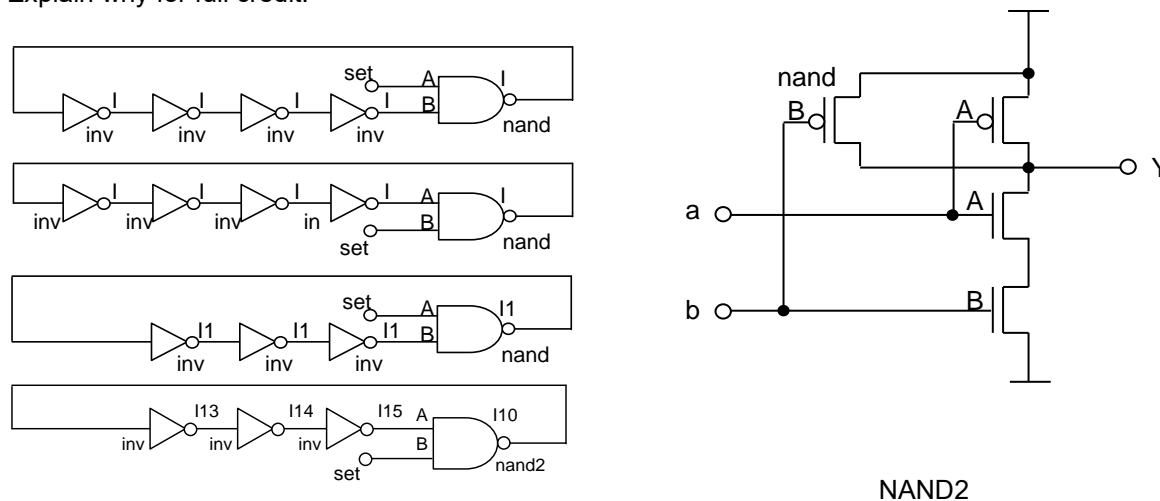 Explain why for full credit.
set A I
I I I I B
inv inv inv inv nand
I I I I A I
inv inv inv in B nand
set
set A I1
I1 I1 I1 B
inv inv inv nand
I13 I14 I15 A I10
inv inv inv B nand2
set
nand
B A
Y
a A
b B
NAND2